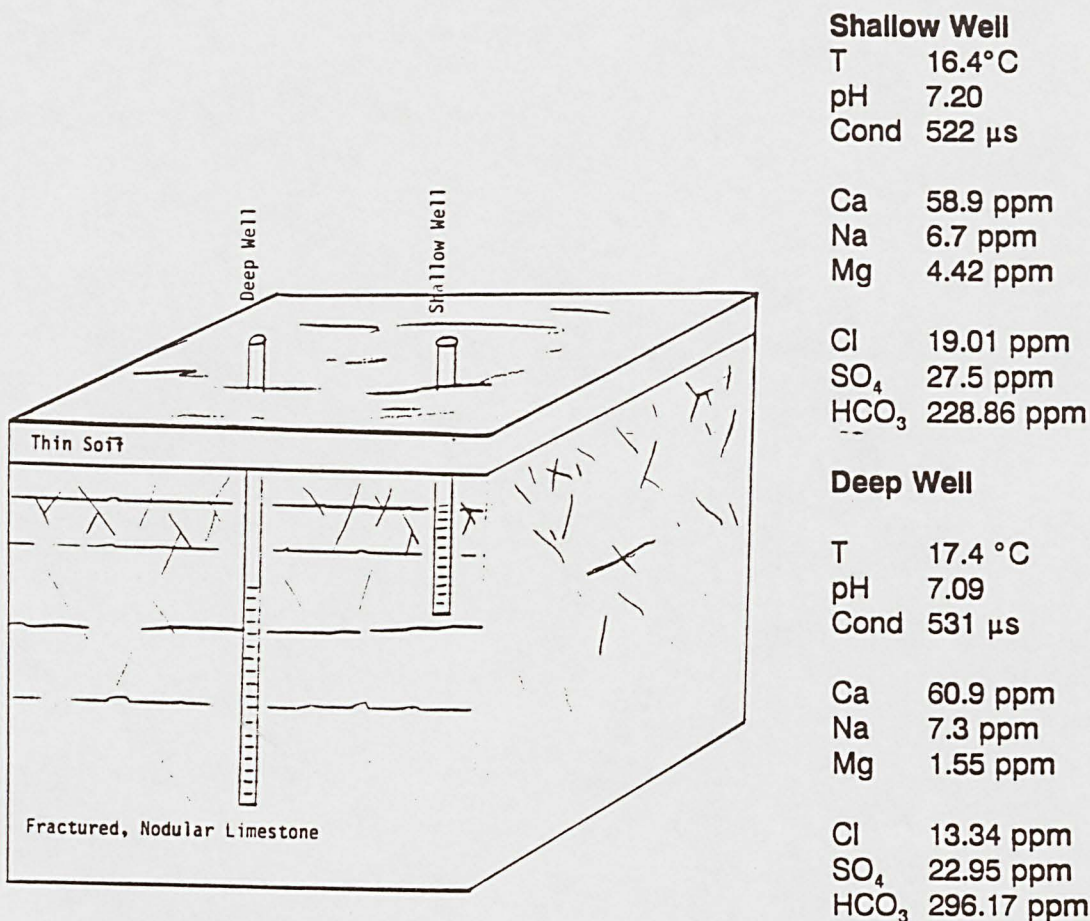 Deep Well
Shallow Well
Thin Soil
Fractured, Nodular Limestone
Shallow Well
T 16.4°C
pH 7.20
Cond 522 μs
Ca 58.9 ppm
Na 6.7 ppm
Mg 4.42 ppm
Cl 19.01 ppm
SO₄ 27.5 ppm
HCO₃ 228.86 ppm
Deep Well
T 17.4 °C
pH 7.09
Cond 531 μs
Ca 60.9 ppm
Na 7.3 ppm
Mg 1.55 ppm
Cl 13.34 ppm
SO₄ 22.95 ppm
HCO₃ 296.17 ppm